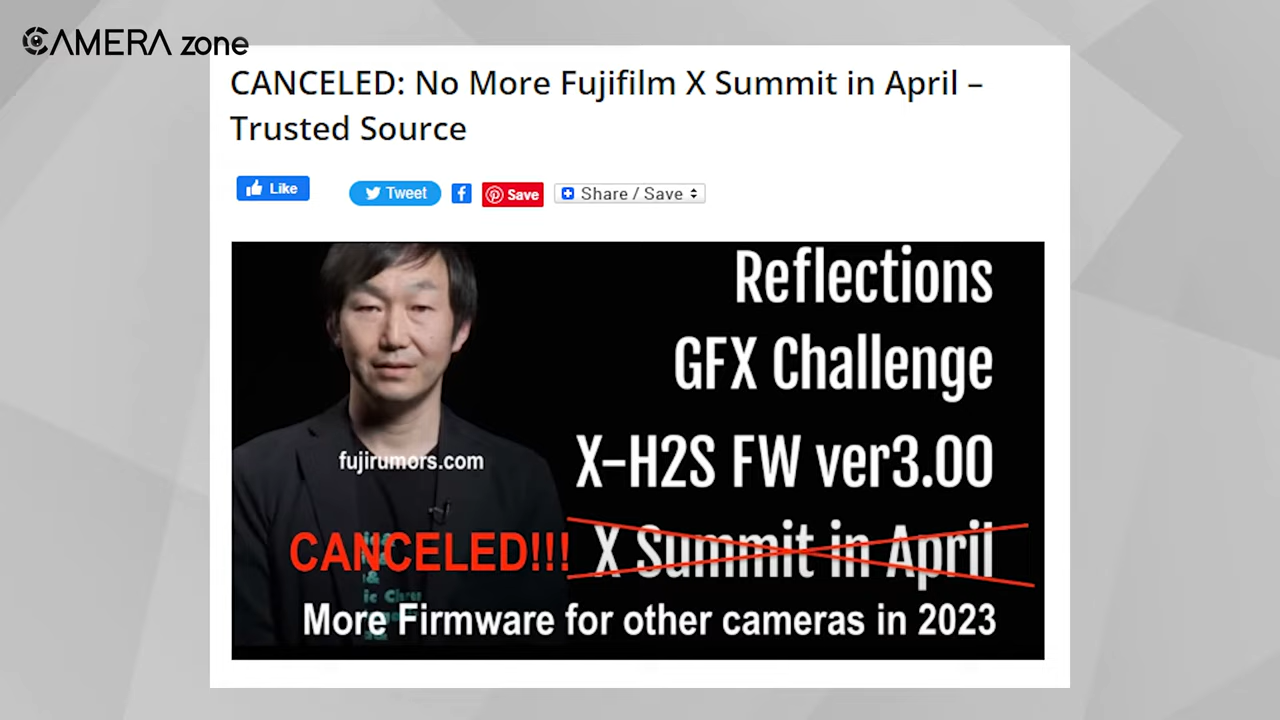 CAMERA zone
CANCELED: No More Fujifilm X Summit in April –
Trusted Source
Like
Tweet
Save
Share / Save
Reflections
GFX Challenge
X-H2S FW ver3.00
fujirumors.com
CANCELED!!! X Summit in April
More Firmware for other cameras in 2023